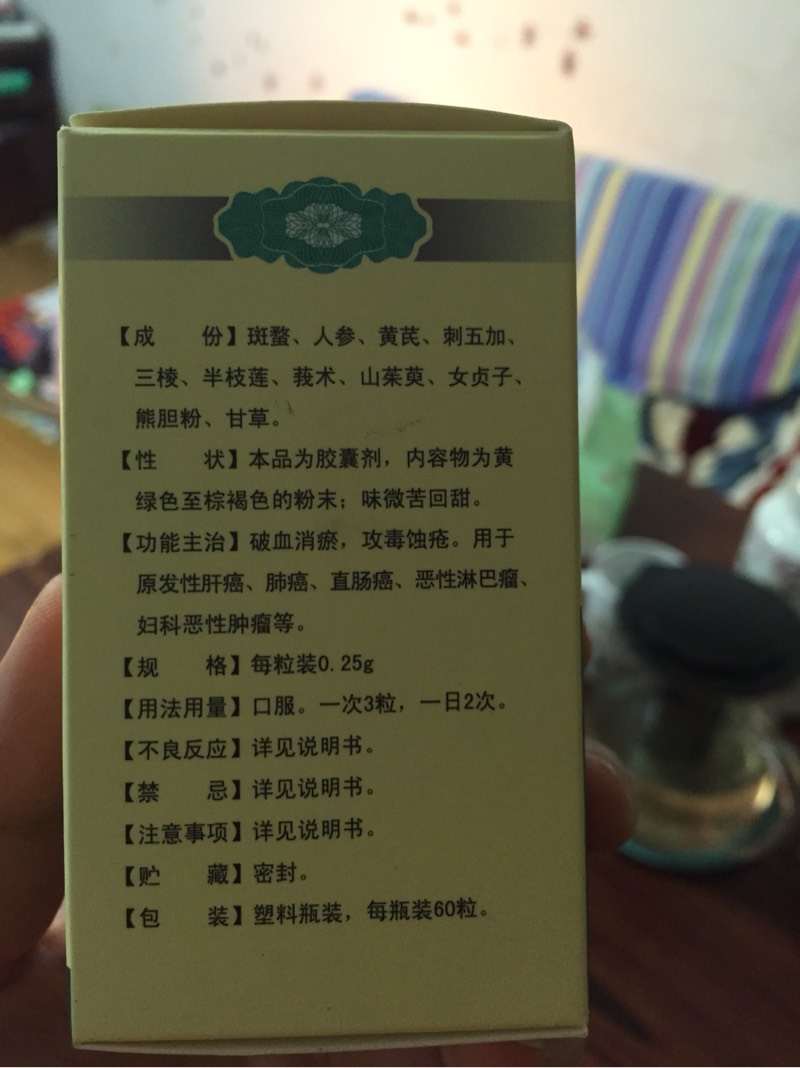 【成 份】斑蝥、人参、黄芪、刺五加、
三棱、半枝莲、莪术、山茱萸、女贞子、
熊胆粉、甘草。
【性 状】本品为胶囊剂，内容物为黄
绿色至棕褐色的粉末；味微苦回甜。
【功能主治】破血消瘀，攻毒蚀疮。用于
原发性肝癌、肺癌、直肠癌、恶性淋巴瘤、
妇科恶性肿瘤等。
【规 格】每粒装0.25g
【用法用量】口服。一次3粒，一日2次。
【不良反应】详见说明书。
【禁 忌】详见说明书。
【注意事项】详见说明书。
【贮 藏】密封。
【包 装】塑料瓶装，每瓶装60粒。